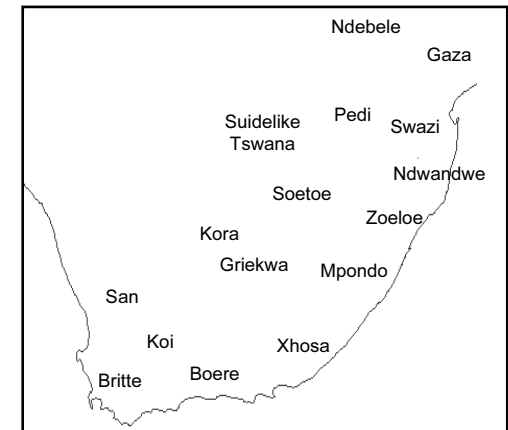 Ndebele
Gaza
Pedi
Suidelike
Tswana
Swazi
Ndwandwe
Soetoe
Zoeloe
Kora
Griekwa
Mpondo
San
Koi
Xhosa
Boere
Britte